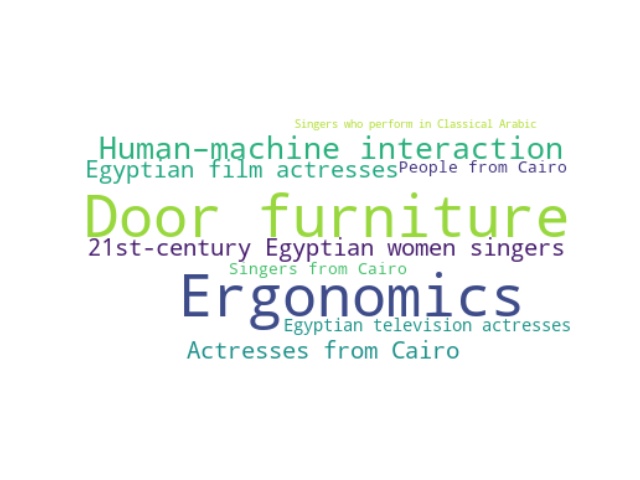 Singers who perform in Classical Arabic
Human–machine interaction
Egyptian film actresses
People from Cairo
Door furniture
21st-century Egyptian women singers
Singers from Cairo
Ergonomics
Egyptian television actresses
Actresses from Cairo